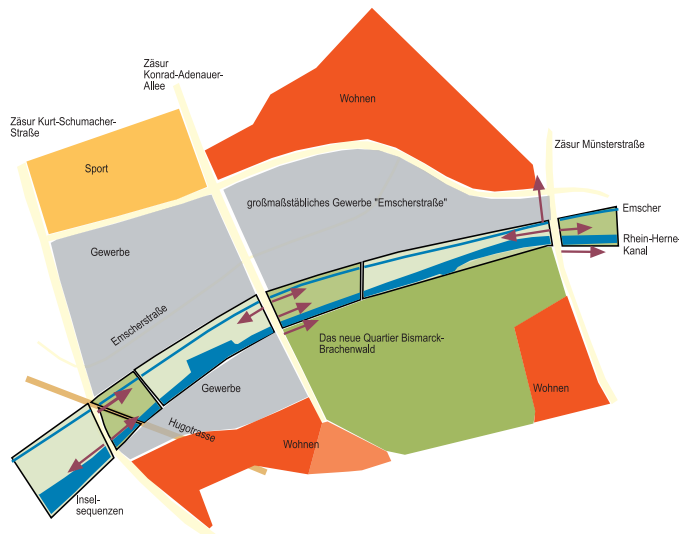 Zäsur
Konrad-Adenauer-
Allee
Wohnen
Zäsur Kurt-Schumacher-
Straße
Zäsur Münsterstraße
Sport
großmaßstäbliches Gewerbe "Emscherstraße"
Emscher
Gewerbe
Rhein-Herne-
Kanal
Emscherstraße
Das neue Quartier Bismarck-
Brachenwald
Gewerbe
Wohnen
Hugotrasse
Wohnen
Insel-
sequenzen